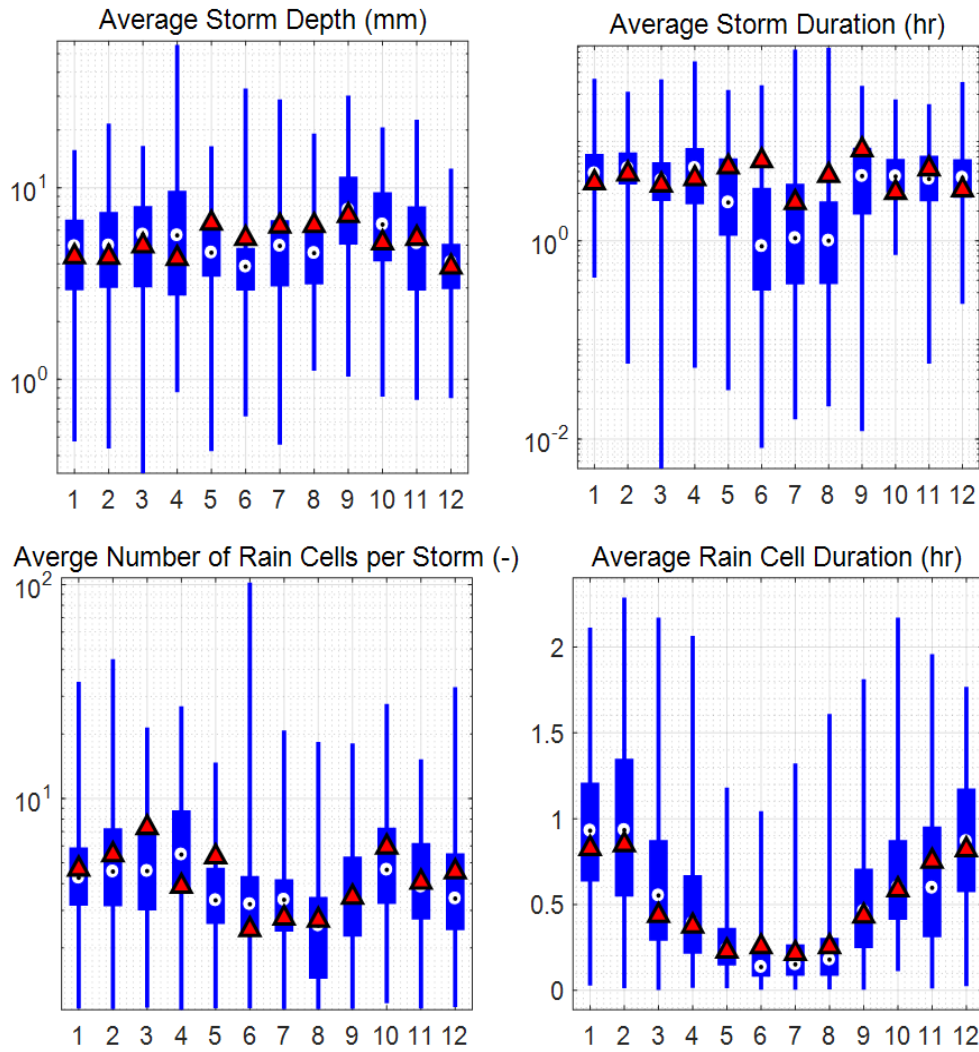 Average Storm Depth (mm)
10^1
10^0
1 2 3 4 5 6 7 8 9 10 11 12
Average Storm Duration (hr)
10^0
10^-2
1 2 3 4 5 6 7 8 9 10 11 12
Averge Number of Rain Cells per Storm (-)
10^2
10^1
1 2 3 4 5 6 7 8 9 10 11 12
Average Rain Cell Duration (hr)
2
1.5
1
0.5
0
1 2 3 4 5 6 7 8 9 10 11 12